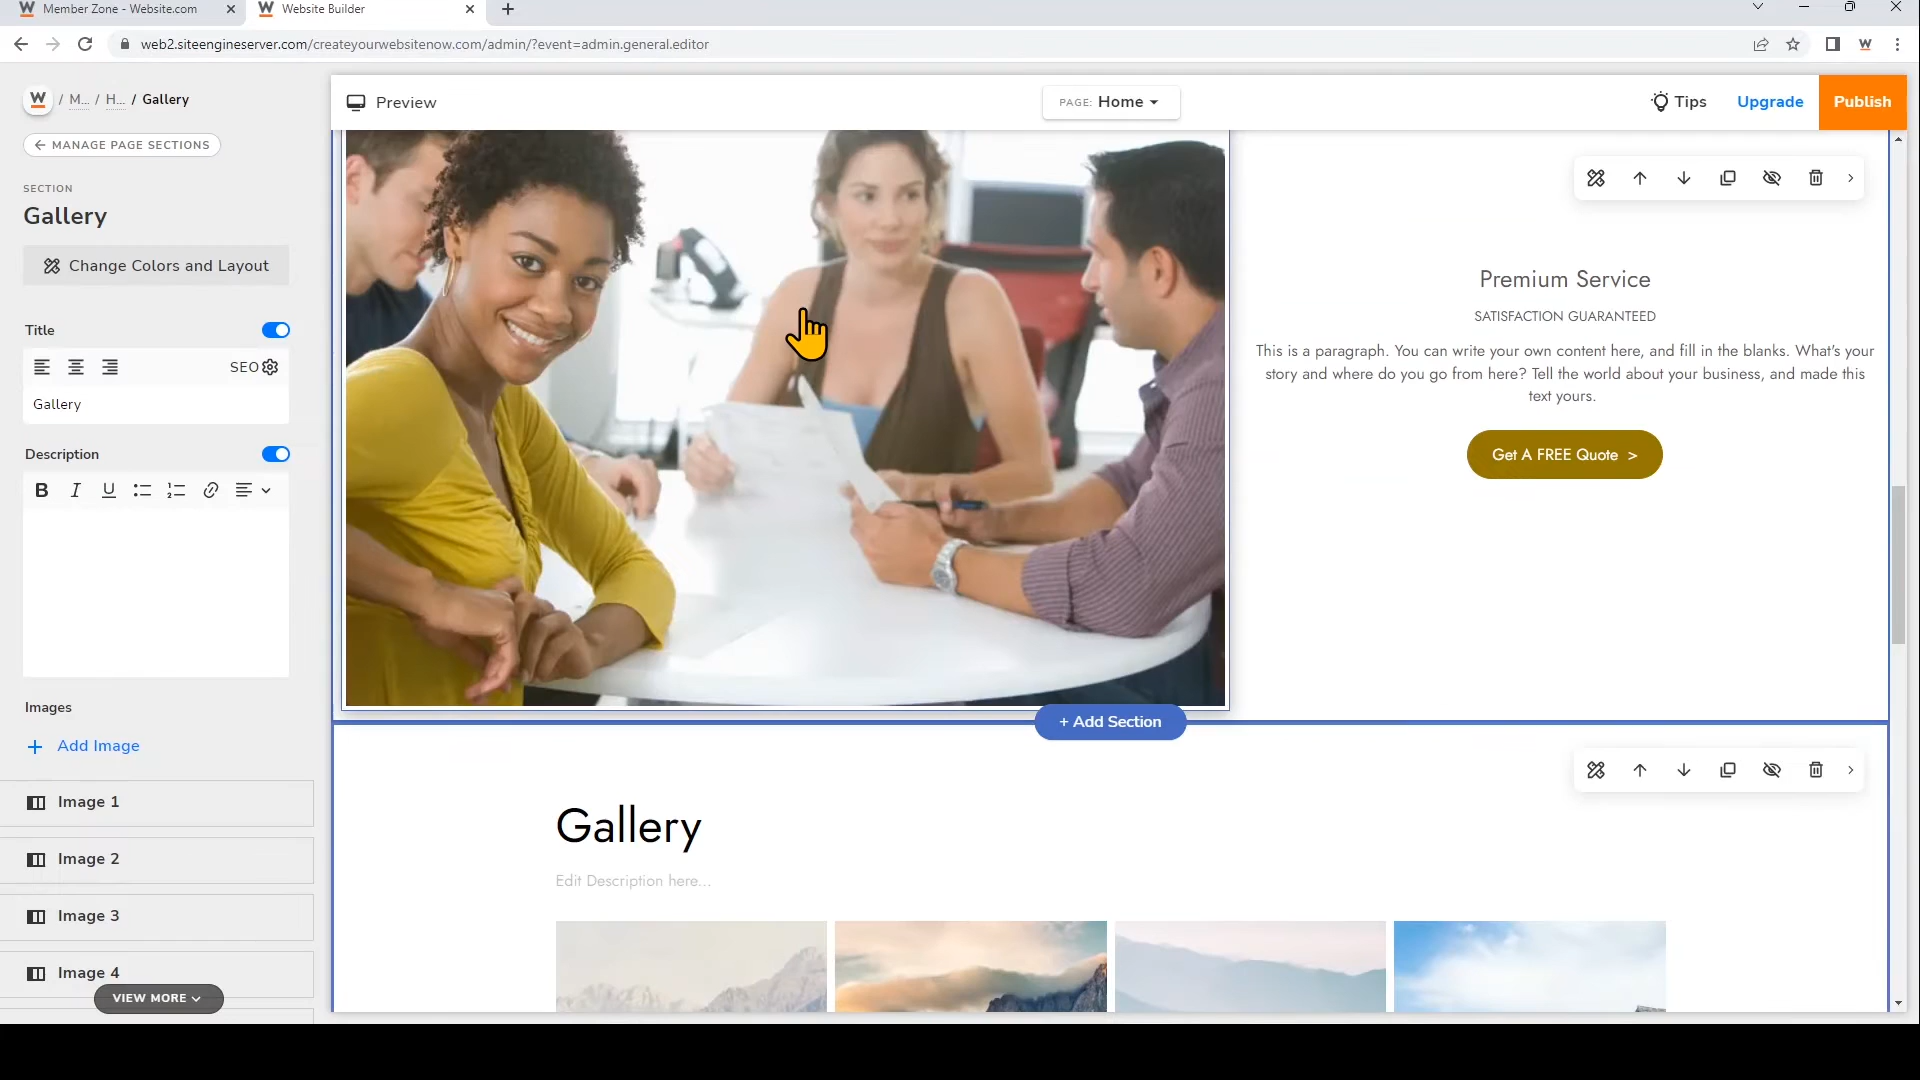 Member Zone - Website.com
Website Builder
web2.siteengineserver.com/createyourwebsitenow.com/admin/?event=admin.general.editor
W / M... / H... / Gallery
Preview
PAGE: Home
Tips
Upgrade
Publish
MANAGE PAGE SECTIONS
SECTION
Gallery
Change Colors and Layout
Title
SEO
Gallery
Description
B I U
Images
+ Add Image
Image 1
Image 2
Image 3
Image 4
VIEW MORE
Premium Service
SATISFACTION GUARANTEED
This is a paragraph. You can write your own content here, and fill in the blanks. What's your
story and where do you go from here? Tell the world about your business, and made this
text yours.
Get A FREE Quote >
+ Add Section
Gallery
Edit Description here...